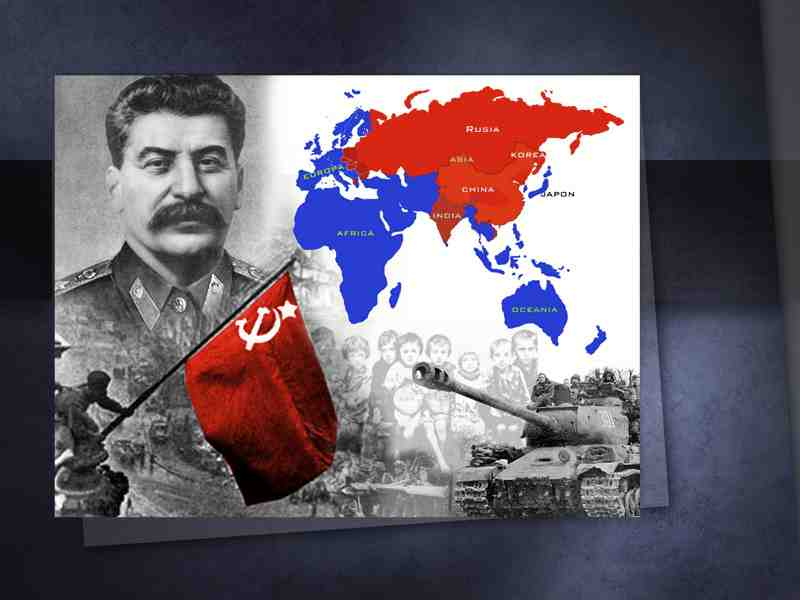 RUSIA
ASIA
KOREA
EUROPA
CHINA
JAPON
INDIA
AFRICA
OCEANIA